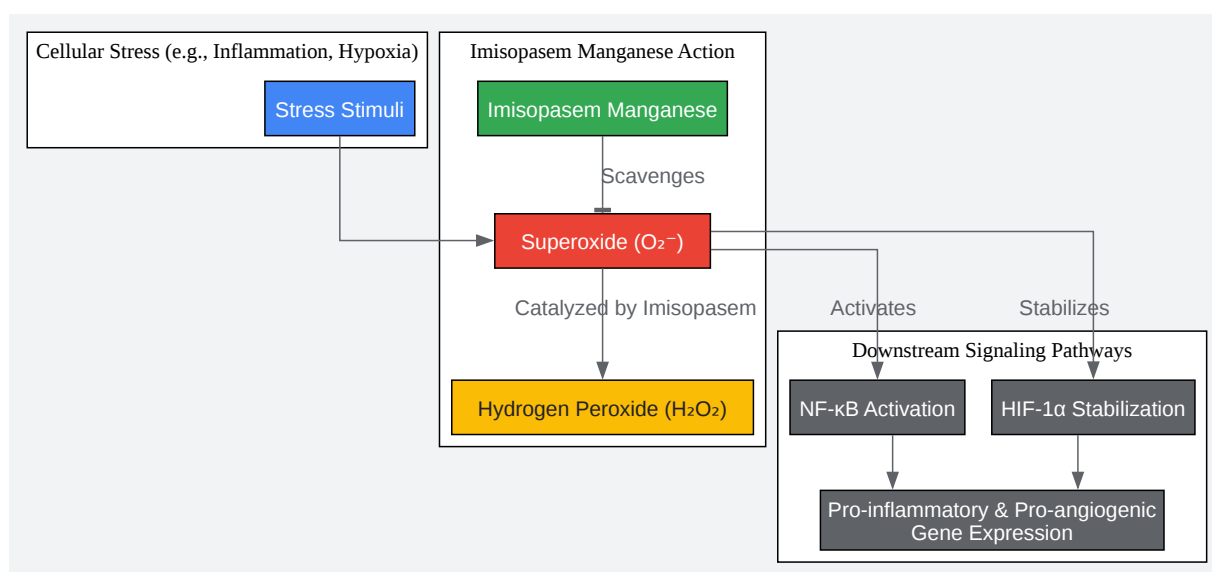 Cellular Stress (e.g., Inflammation, Hypoxia)
Stress Stimuli
Imisopasem Manganese Action
Imisopasem Manganese
Scavenges
Superoxide (O₂⁻)
Catalyzed by Imisopasem
Hydrogen Peroxide (H₂O₂)
Activates
Stabilizes
Downstream Signaling Pathways
NF-κB Activation
HIF-1α Stabilization
Pro-inflammatory & Pro-angiogenic
Gene Expression